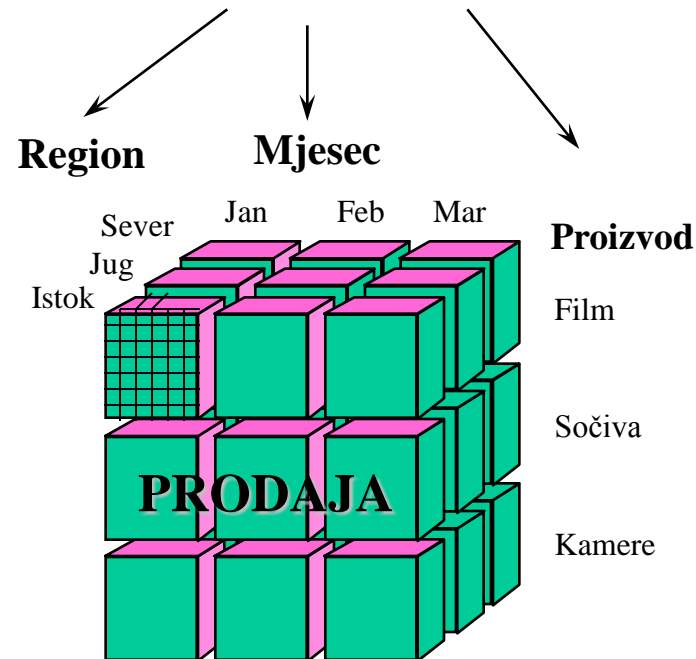 Region
Mjesec
Proizvod
Sever
Jug
Istok
Jan
Feb
Mar
Film
Sočiva
Kamere
PRODAJA